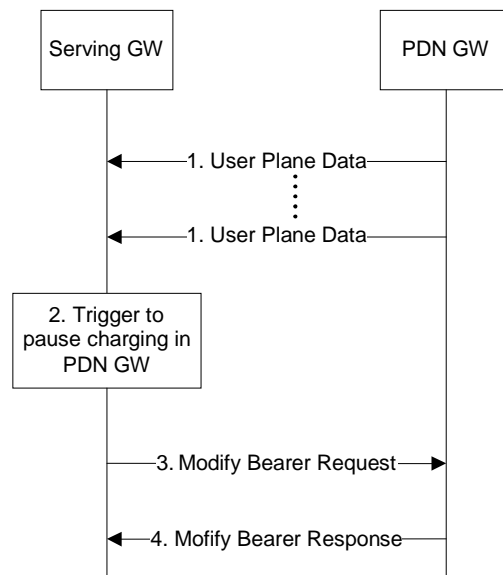 Serving GW
PDN GW
1. User Plane Data
1. User Plane Data
2. Trigger to
pause charging in
PDN GW
3. Modify Bearer Request
4. Mofify Bearer Response